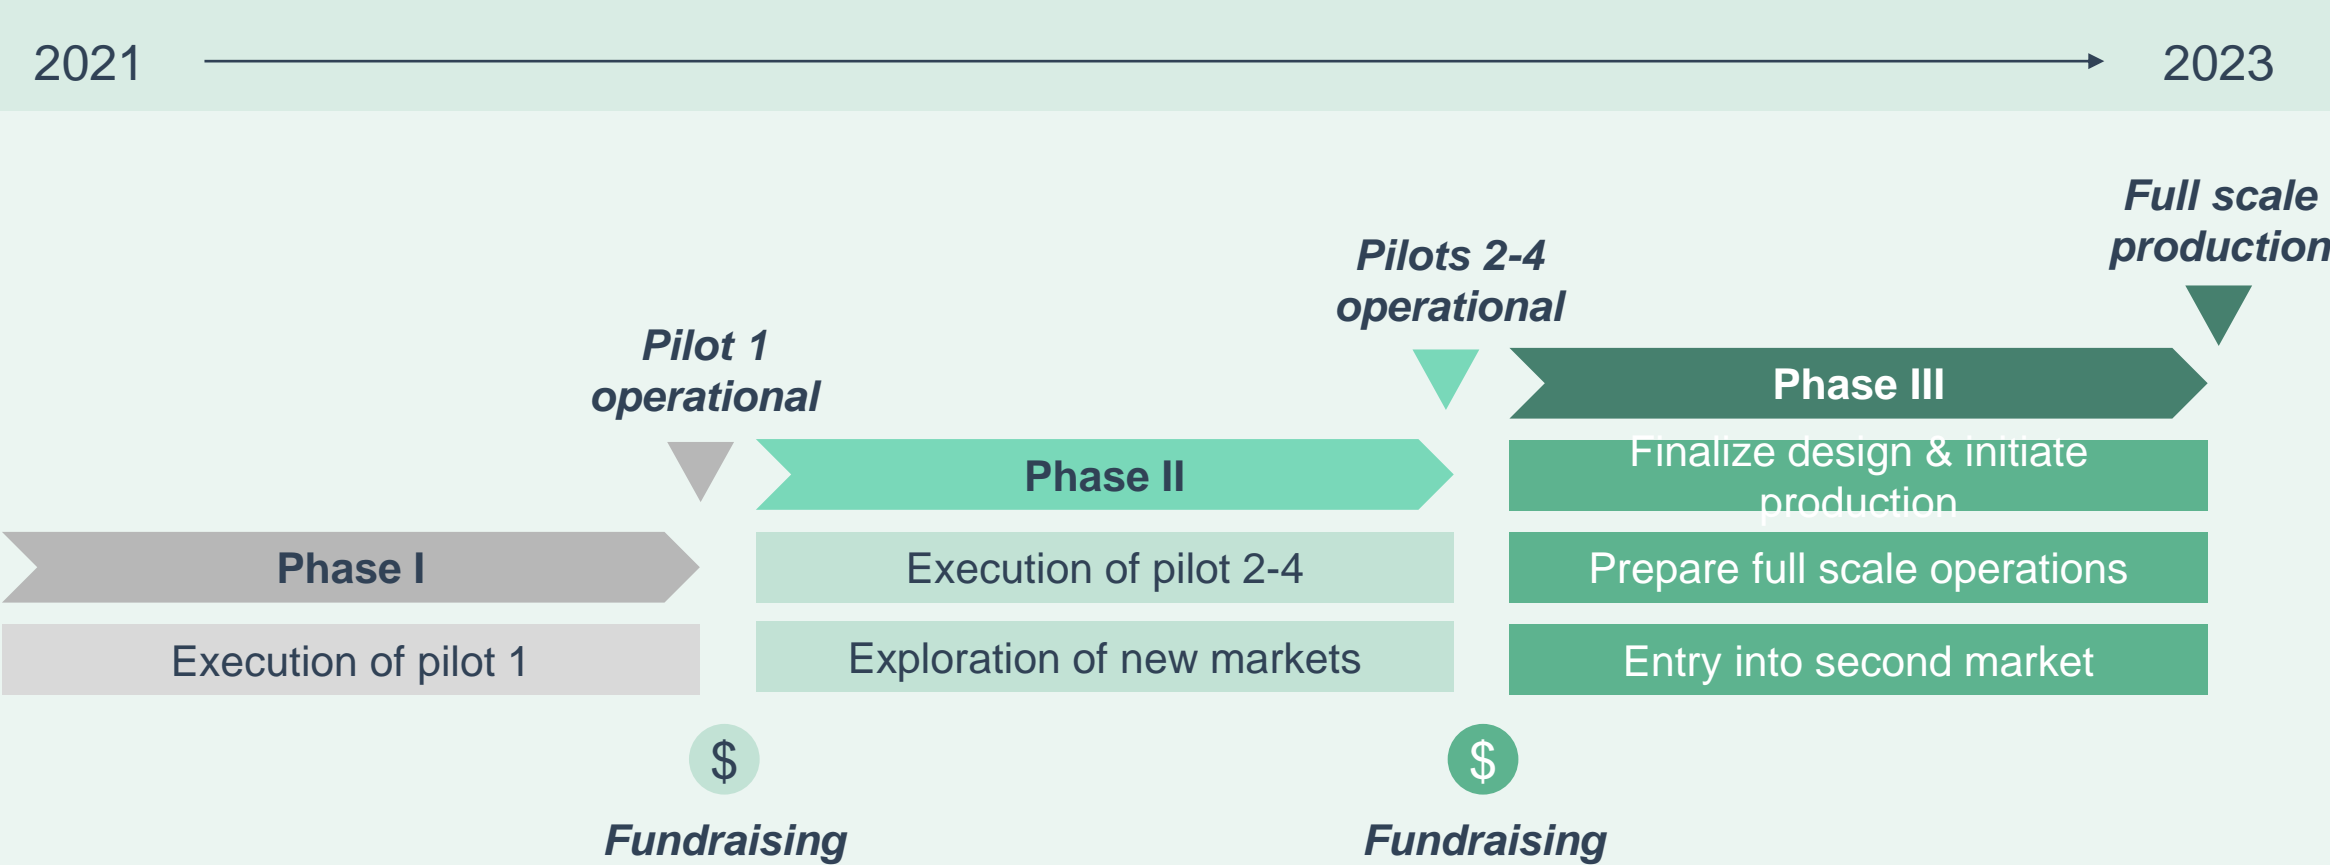 2021
2023
Full scale
production
Pilots 2-4
operational
Pilot 1
operational
Phase III
Finalize design & initiate
production
Prepare full scale operations
Entry into second market
Phase II
Execution of pilot 2-4
Exploration of new markets
Phase I
Execution of pilot 1
$
Fundraising
$
Fundraising